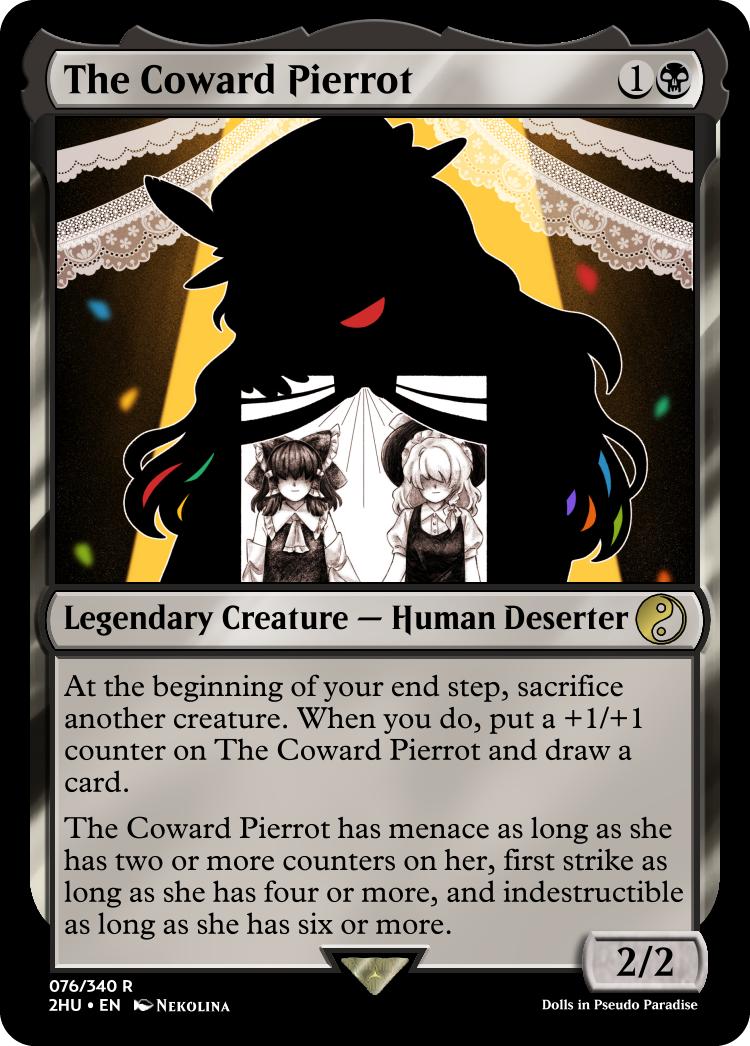 The Coward Pierrot 1
Legendary Creature — Human Deserter
At the beginning of your end step, sacrifice
another creature. When you do, put a +1/+1
counter on The Coward Pierrot and draw a
card.
The Coward Pierrot has menace as long as she
has two or more counters on her, first strike as
long as she has four or more, and indestructible
as long as she has six or more.
2/2
076/340 R
2HU • EN NEKOLINA
Dolls in Pseudo Paradise